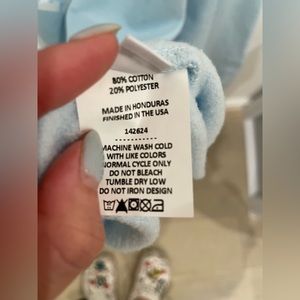 80% COTTON
20% POLYESTER
MADE IN HONDURAS
FINISHED IN THE USA
142624
MACHINE WASH COLD
WITH LIKE COLORS
NORMAL CYCLE ONLY
DO NOT BLEACH
TUMBLE DRY LOW
DO NOT IRON DESIGN